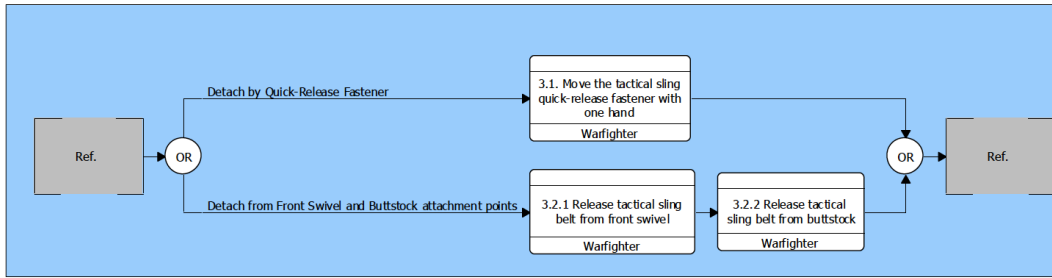 Detach by Quick-Release Fastener
3.1. Move the tactical sling
quick-release fastener with
one hand
Warfighter
Ref.
OR
OR
Ref.
Detach from Front Swivel and Buttstock attachment points
3.2.1 Release tactical sling
belt from front swivel
Warfighter
3.2.2 Release tactical
sling belt from buttstock
Warfighter